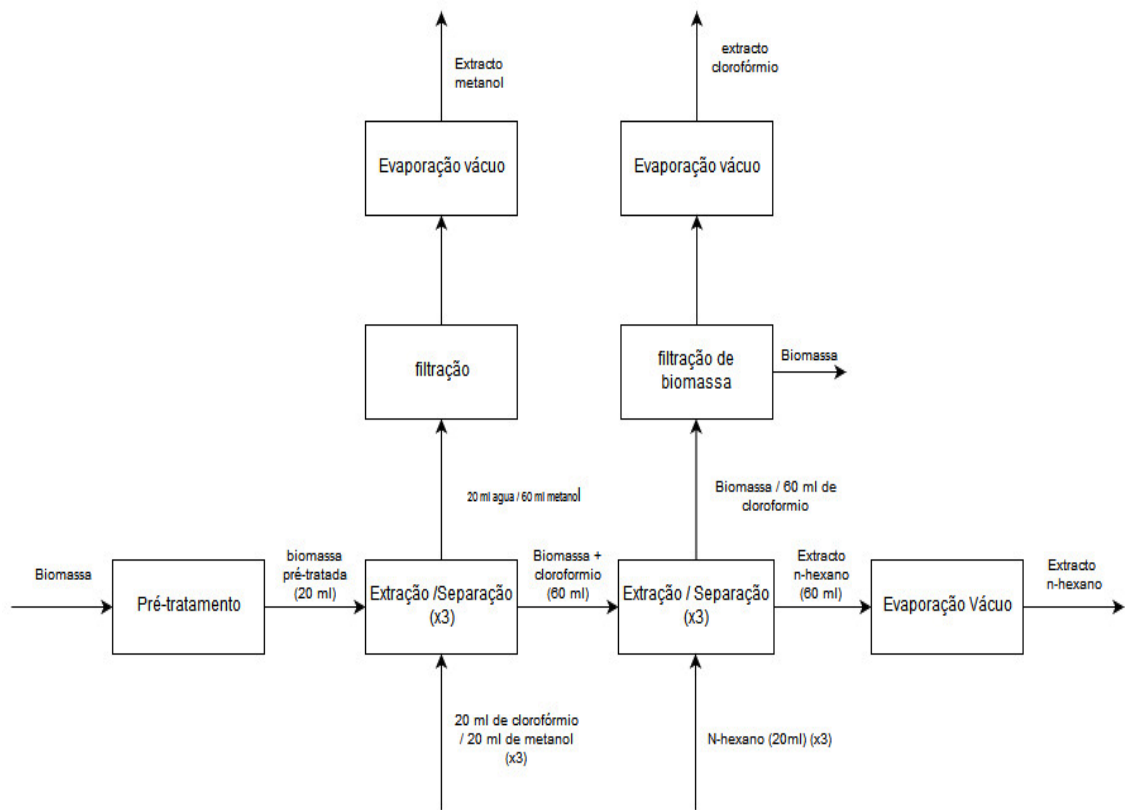 Extracto
metanol
extracto
clorofórmio
Evaporação vácuo
Evaporação vácuo
filtração
filtração de
biomassa
Biomassa
20 ml agua / 60 ml metanol
Biomassa / 60 ml de
cloroformio
Biomassa
Pré-tratamento
biomassa
pré-tratada
(20 ml)
Extração /Separação
(x3)
Biomassa +
cloroformio
(60 ml)
Extração / Separação
(x3)
Extracto
n-hexano
(60 ml)
Evaporação Vácuo
Extracto
n-hexano
20 ml de clorofórmio
/ 20 ml de metanol
(x3)
N-hexano (20ml) (x3)